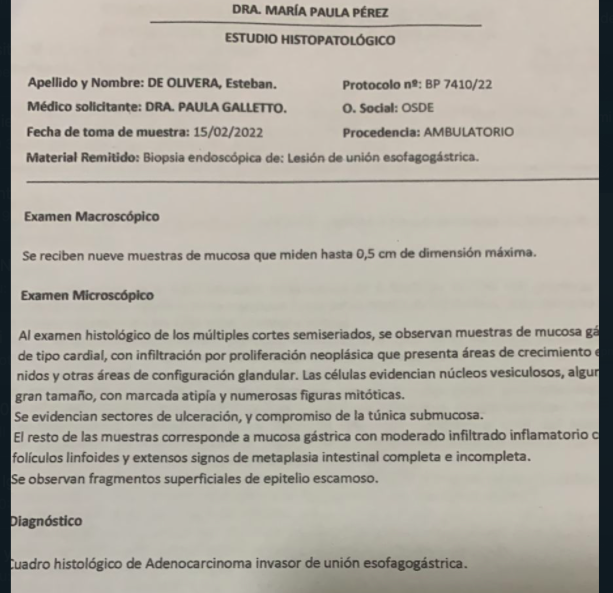 DRA. MARÍA PAULA PÉREZ
ESTUDIO HISTOPATOLÓGICO
Apellido y Nombre: DE OLIVERA, Esteban. Protocolo nº: BP 7410/22
Médico solicitante: DRA. PAULA GALLETTO. O. Social: OSDE
Fecha de toma de muestra: 15/02/2022 Procedencia: AMBULATORIO
Material Remitido: Biopsia endoscópica de: Lesión de unión esofagogástrica.
Examen Macroscópico
Se reciben nueve muestras de mucosa que miden hasta 0,5 cm de dimensión máxima.
Examen Microscópico
Al examen histológico de los múltiples cortes semiseriados, se observan muestras de mucosa gá
de tipo cardial, con infiltración por proliferación neoplásica que presenta áreas de crecimiento e
nidos y otras áreas de configuración glandular. Las células evidencian núcleos vesiculosos, algun
gran tamaño, con marcada atipía y numerosas figuras mitóticas.
Se evidencian sectores de ulceración, y compromiso de la túnica submucosa.
El resto de las muestras corresponde a mucosa gástrica con moderado infiltrado inflamatorio c
folículos linfoides y extensos signos de metaplasia intestinal completa e incompleta.
Se observan fragmentos superficiales de epitelio escamoso.
Diagnóstico
Cuadro histológico de Adenocarcinoma invasor de unión esofagogástrica.